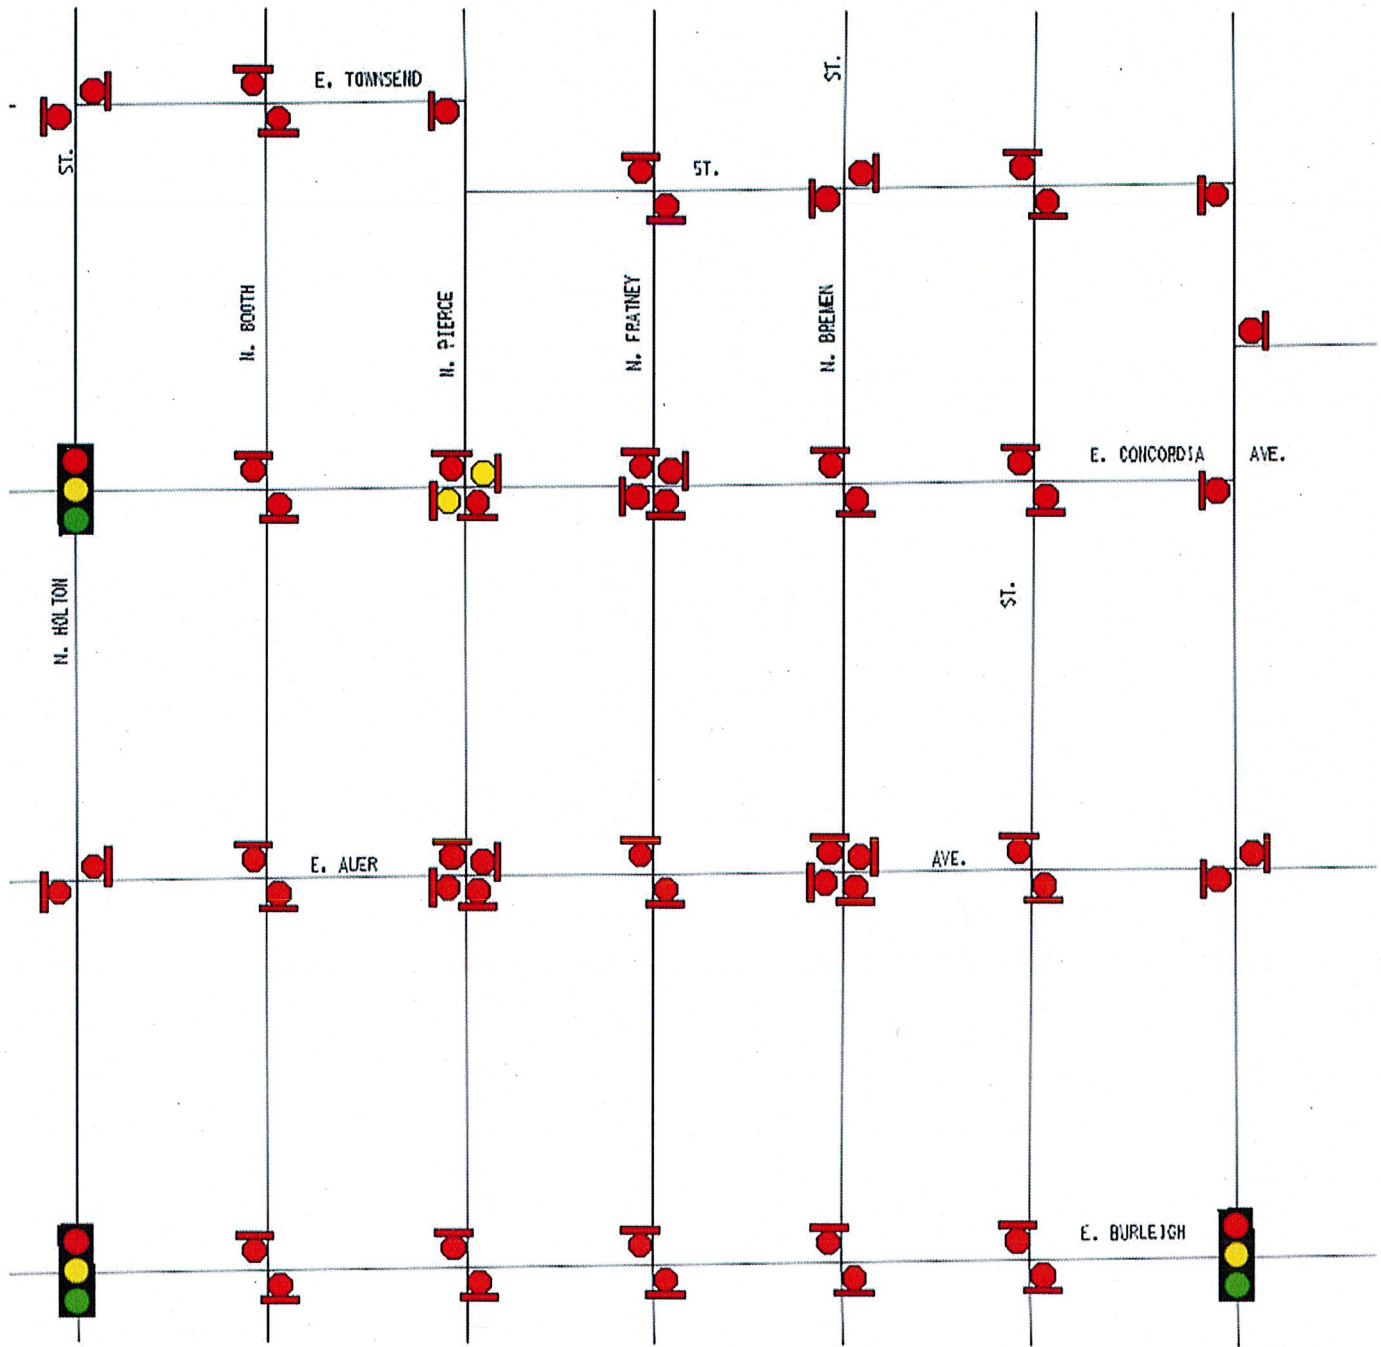 E. TOWNSEND
ST.
ST.
ST.
N. BOOTH
N. PIERCE
N. FRATNEY
N. BREMEN
E. CONCORDIA AVE.
N. HOLTON
ST.
E. AUER
AVE.
E. BURLEIGH